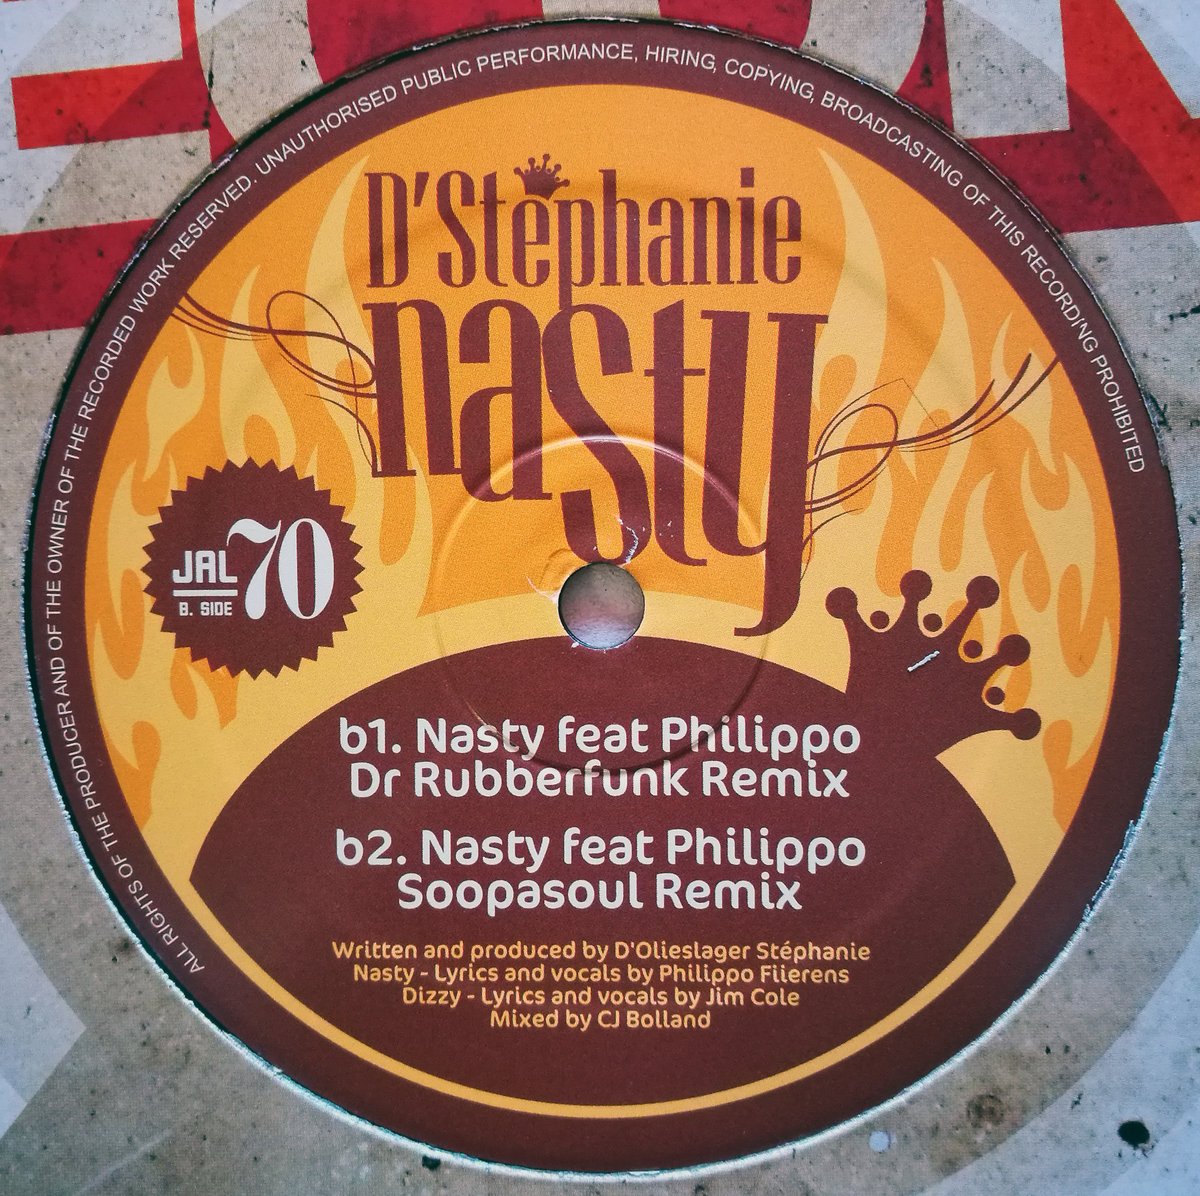 ALL RIGHTS OF THE PRODUCER AND OF THE OWNER OF THE RECORDED WORK RESERVED. UNAUTHORISED PUBLIC PERFORMANCE, HIRING, COPYING, BROADCASTING OF THIS RECORDING PROHIBITED
D'Stéphanie
nasty
JAL 70
B. SIDE
b1. Nasty feat Philippo
Dr Rubberfunk Remix
b2. Nasty feat Philippo
Soopasoul Remix
Written and produced by D'Olieslager Stéphanie
Nasty - Lyrics and vocals by Philippo Flierens
Dizzy - Lyrics and vocals by Jim Cole
Mixed by CJ Bolland